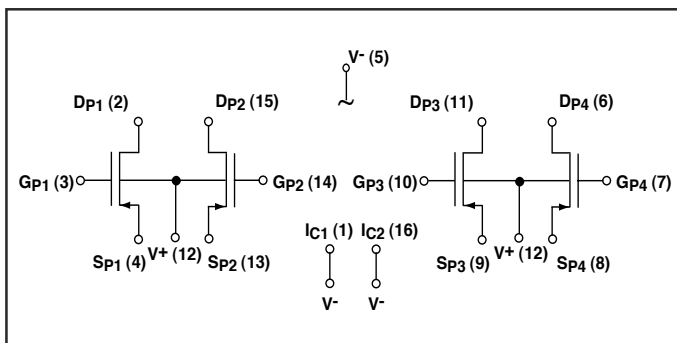 V- (5)
DP1 (2) DP2 (15) DP3 (11) DP4 (6)
GP1 (3) GP2 (14) GP3 (10) GP4 (7)
IC1 (1) IC2 (16)
SP1 (4) V+ (12) SP2 (13) SP3 (9) V+ (12) SP4 (8)
V- V-